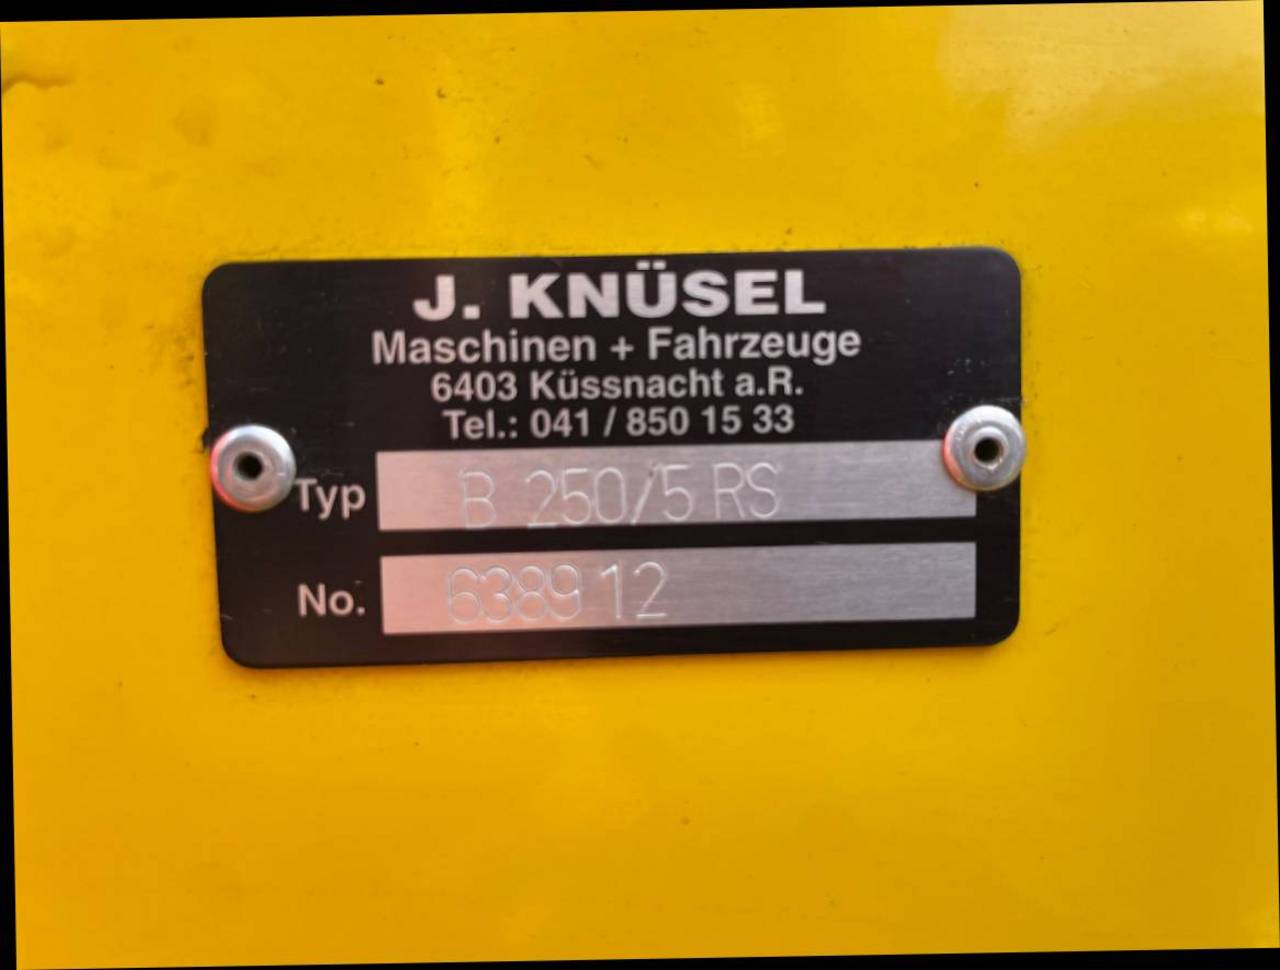 J. KNÜSEL
Maschinen + Fahrzeuge
6403 Küssnacht a.R.
Tel.: 041 / 850 15 33
Typ B 250/5 RS
No. 6389 12